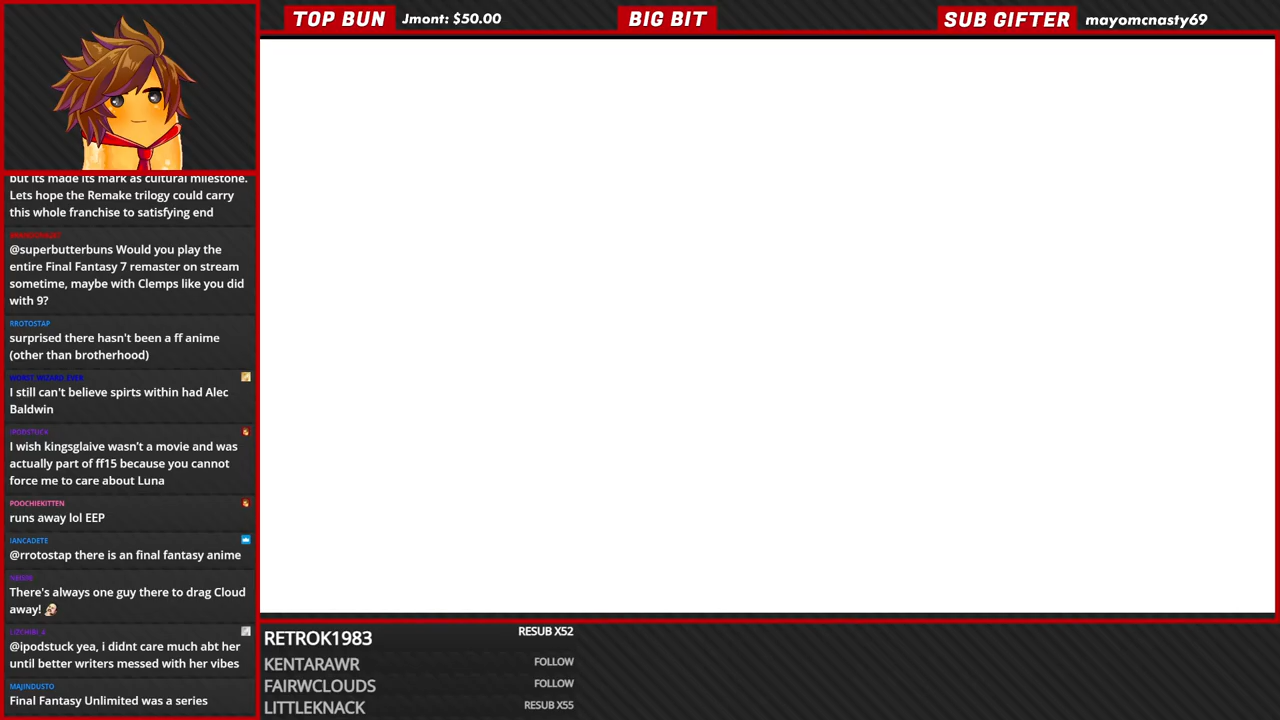 TOP BUN Jmont: $50.00 BIG BIT SUB GIFTER mayomcnasty69
but its made its mark as cultural milestone.
Lets hope the Remake trilogy could carry
this whole franchise to satisfying end
@superbutterbuns Would you play the
entire Final Fantasy 7 remaster on stream
sometime, maybe with Clemps like you did
with 9?
RROTOSTAP
surprised there hasn't been a ff anime
(other than brotherhood)
WORST_WIZARD_EVER
I still can't believe spirts within had Alec
Baldwin
IPODSTUCK
I wish kingsglaive wasn't a movie and was
actually part of ff15 because you cannot
force me to care about Luna
POOCHIEKITTEN
runs away lol EEP
IANCADETE
@rrotostap there is an final fantasy anime
There's always one guy there to drag Cloud
away!
@ipodstuck yea, i didnt care much abt her
until better writers messed with her vibes
MAJINDUSTO
Final Fantasy Unlimited was a series
RETROK1983 RESUB X52
KENTARAWR FOLLOW
FAIRWCLOUDS FOLLOW
LITTLEKNACK RESUB X55